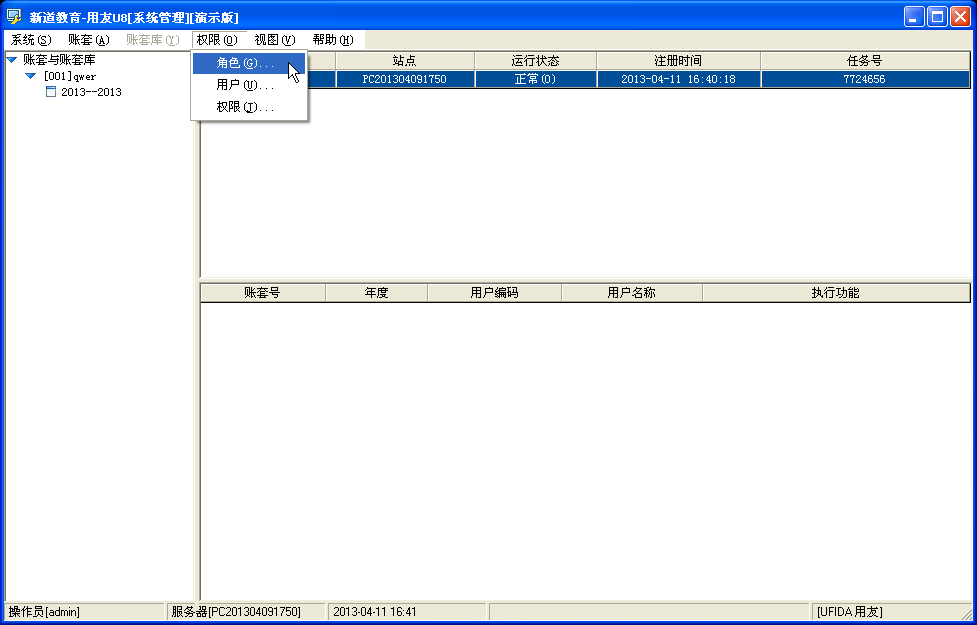 新道教育-用友U8[系统管理][演示版]
系统(S) 账套(A) 账套库(Y) 权限(O) 视图(V) 帮助(H)
账套与账套库
[001]qwer
2013--2013
角色(G)...
用户(U)...
权限(J)...
站点 运行状态 注册时间 任务号
PC201304091750 正常(0) 2013-04-11 16:40:18 7724656
账套号 年度 用户编码 用户名称 执行功能
操作员[admin] 服务器[PC201304091750] 2013-04-11 16:41 [UFIDA 用友]